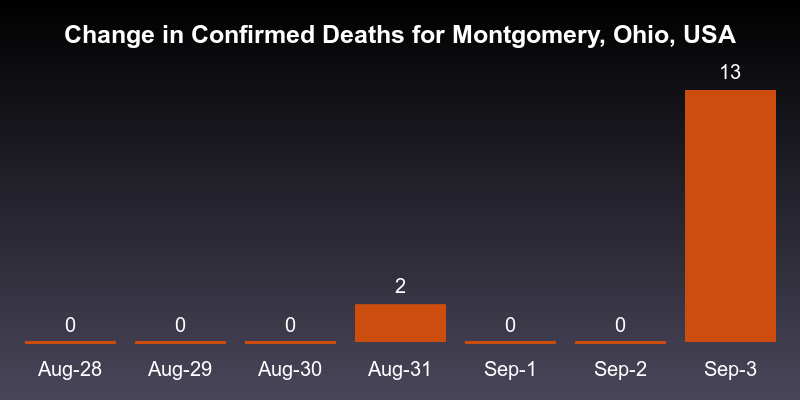 Change in Confirmed Deaths for Montgomery, Ohio, USA
13
2
0 0 0 0 0
Aug-28 Aug-29 Aug-30 Aug-31 Sep-1 Sep-2 Sep-3